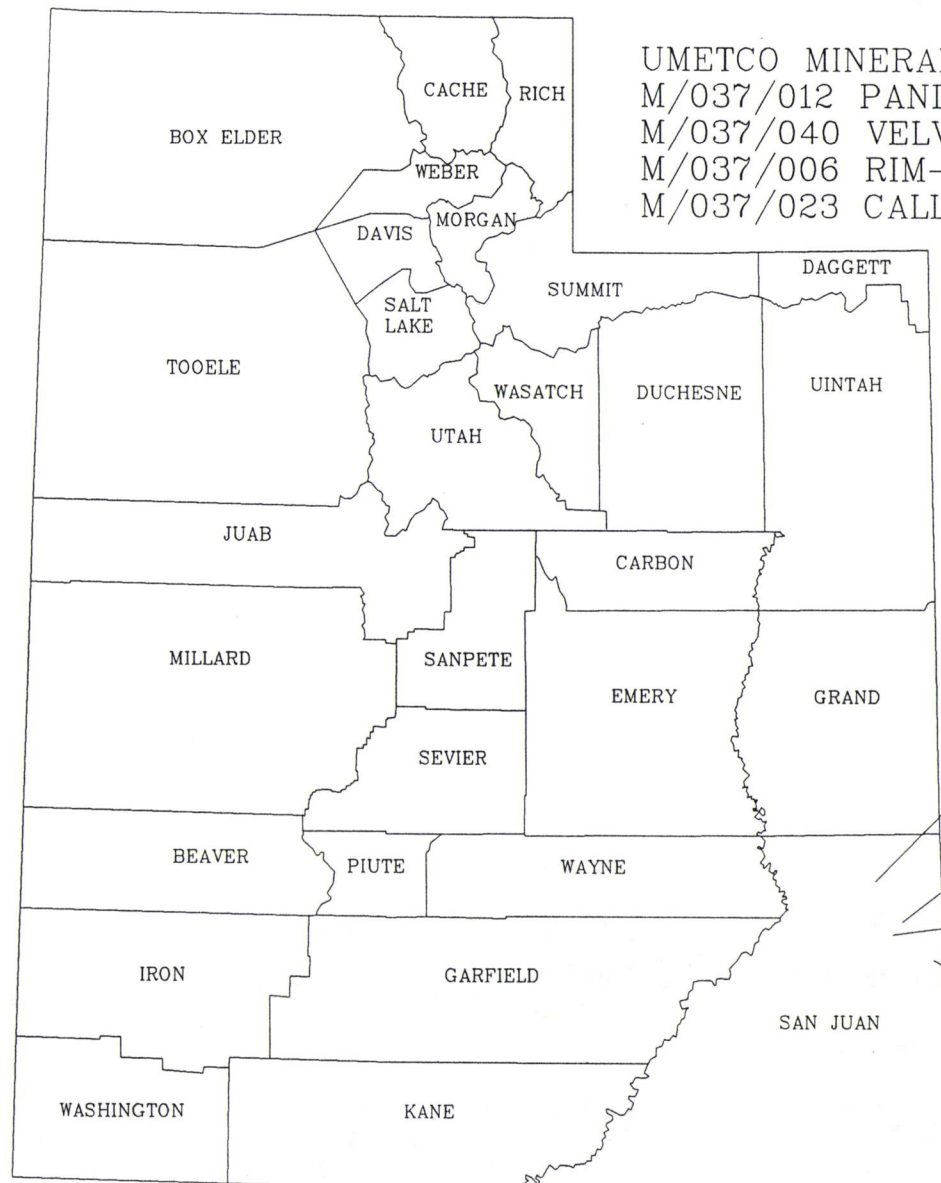 UMETCO MINERA
M/037/012 PAN
M/037/040 VELV
M/037/006 RIM-
M/037/023 CALL
CACHE
RICH
BOX ELDER
WEBER
MORGAN
DAVIS
DAGGETT
SUMMIT
SALT
LAKE
TOOELE
WASATCH
DUCHESNE
UINTAH
UTAH
JUAB
CARBON
MILLARD
SANPETE
EMERY
GRAND
SEVIER
BEAVER
PIUTE
WAYNE
IRON
GARFIELD
SAN JUAN
WASHINGTON
KANE